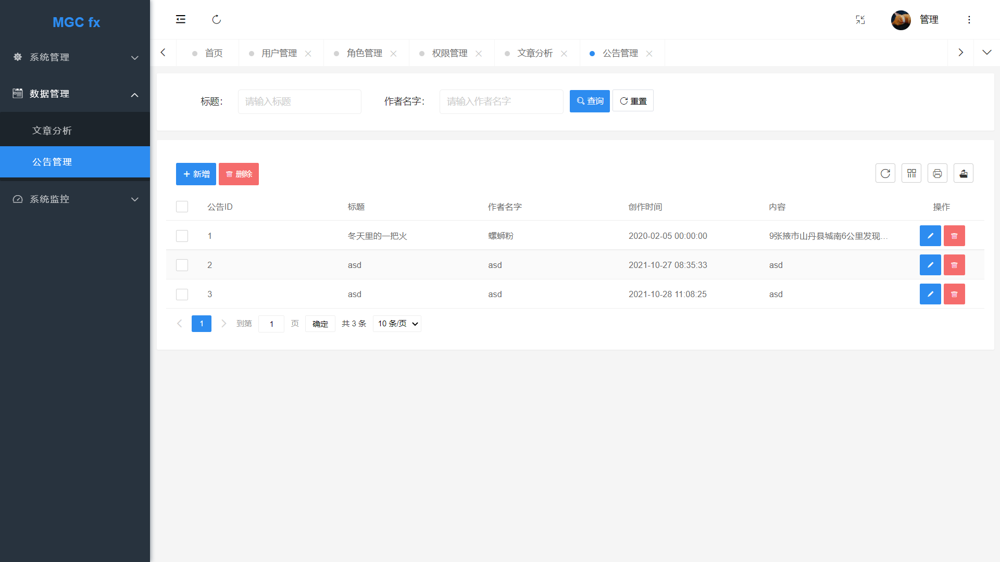 MGC fx
系统管理
数据管理
文章分析
公告管理
系统监控
管理
首页 用户管理 角色管理 权限管理 文章分析 公告管理
标题: 请输入标题 作者名字: 请输入作者名字 查询 重置
新增 删除
公告ID 标题 作者名字 创作时间 内容 操作
1 冬天里的一把火 螺蛳粉 2020-02-05 00:00:00 9张掖市山丹县城南6公里发现...
2 asd asd 2021-10-27 08:35:33 asd
3 asd asd 2021-10-28 11:08:25 asd
1 到第 1 页 确定 共 3 条 10 条/页